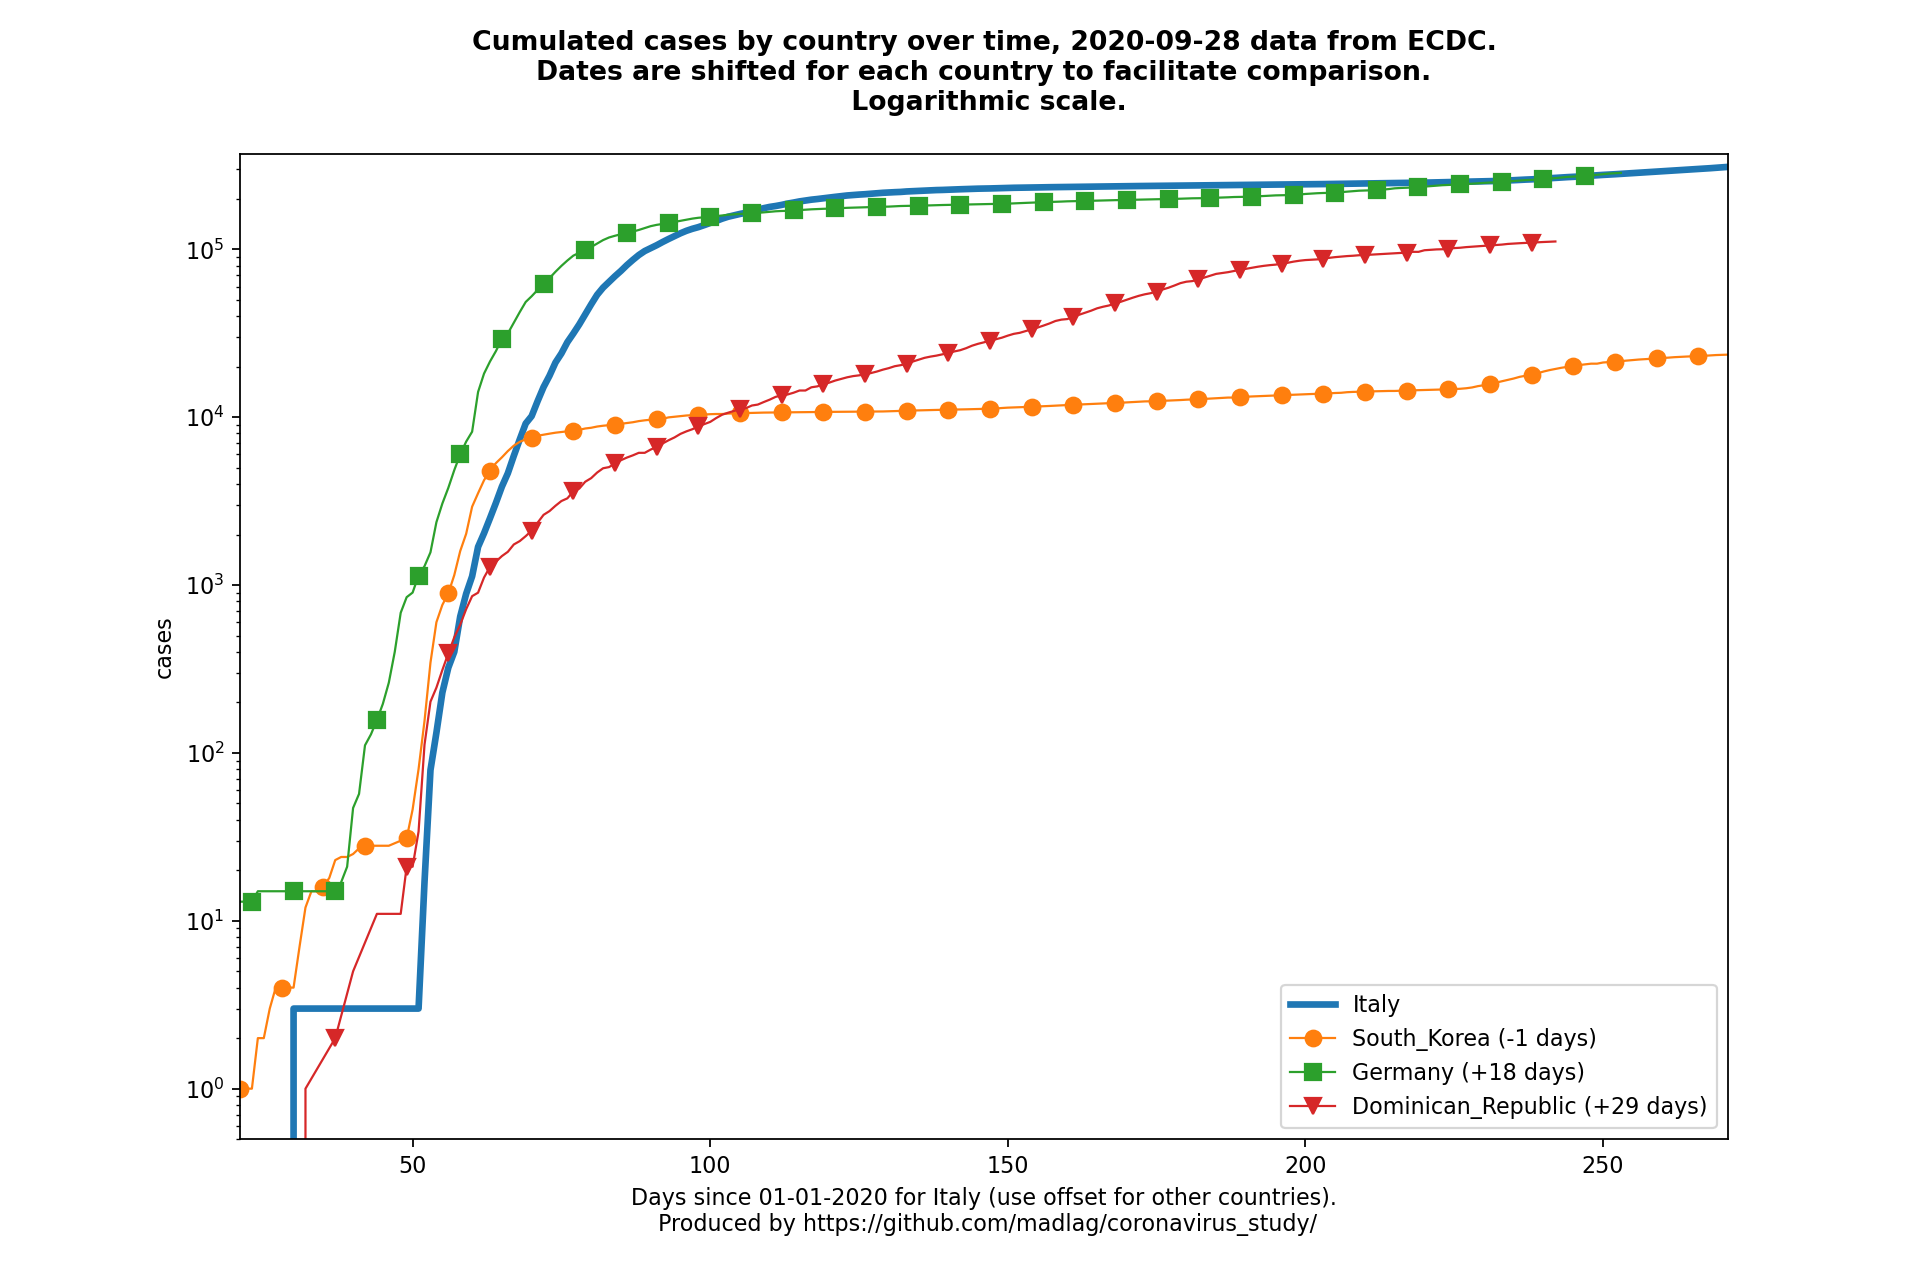 Cumulated cases by country over time, 2020-09-28 data from ECDC.
Dates are shifted for each country to facilitate comparison.
Logarithmic scale.
10^5
10^4
10^3
10^2
10^1
10^0
cases
Italy
South_Korea (-1 days)
Germany (+18 days)
Dominican_Republic (+29 days)
50
100
150
200
250
Days since 01-01-2020 for Italy (use offset for other countries).
Produced by https://github.com/madlag/coronavirus_study/